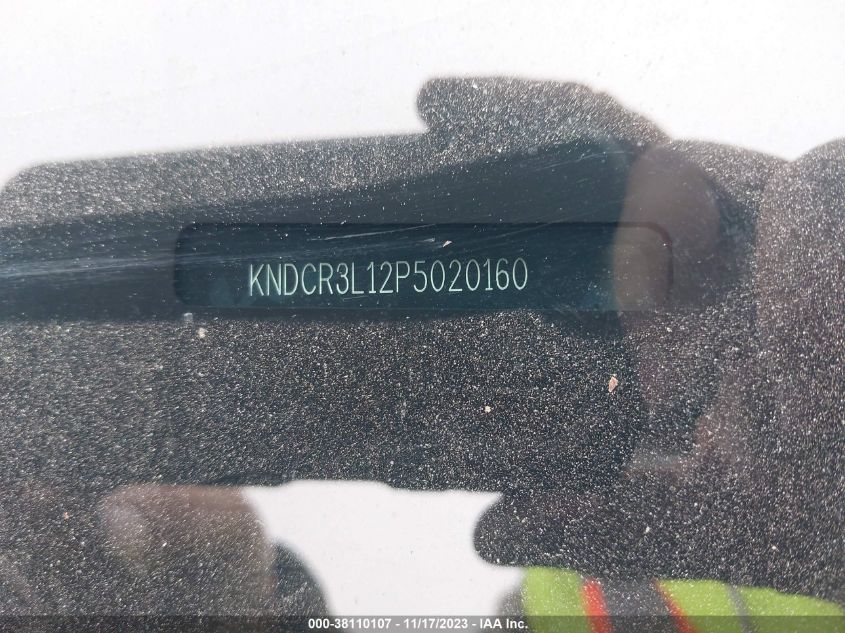 KNDCR3L12P5020160
000-38110107 - 11/17/2023 - IAA Inc.